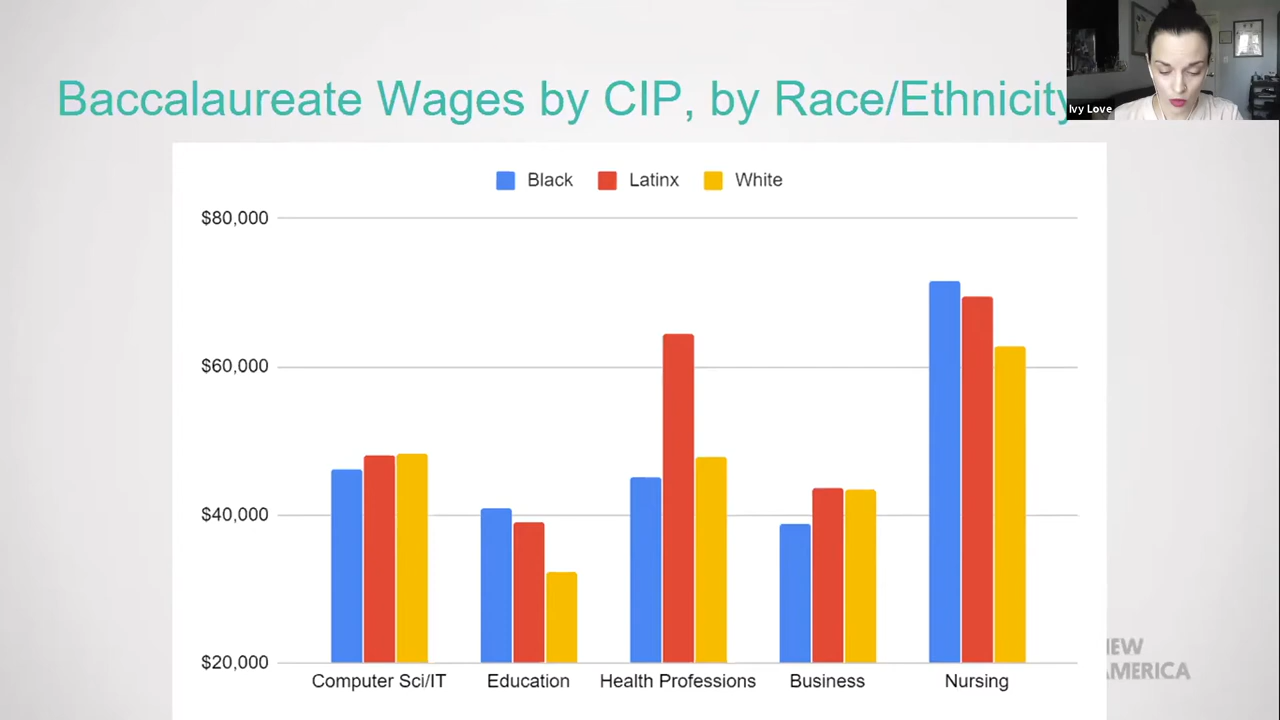 Baccalaureate Wages by CIP, by Race/Ethnicity
Ivy Love
Black Latinx White
$80,000
$60,000
$40,000
$20,000
Computer Sci/IT Education Health Professions Business Nursing
AMERICA